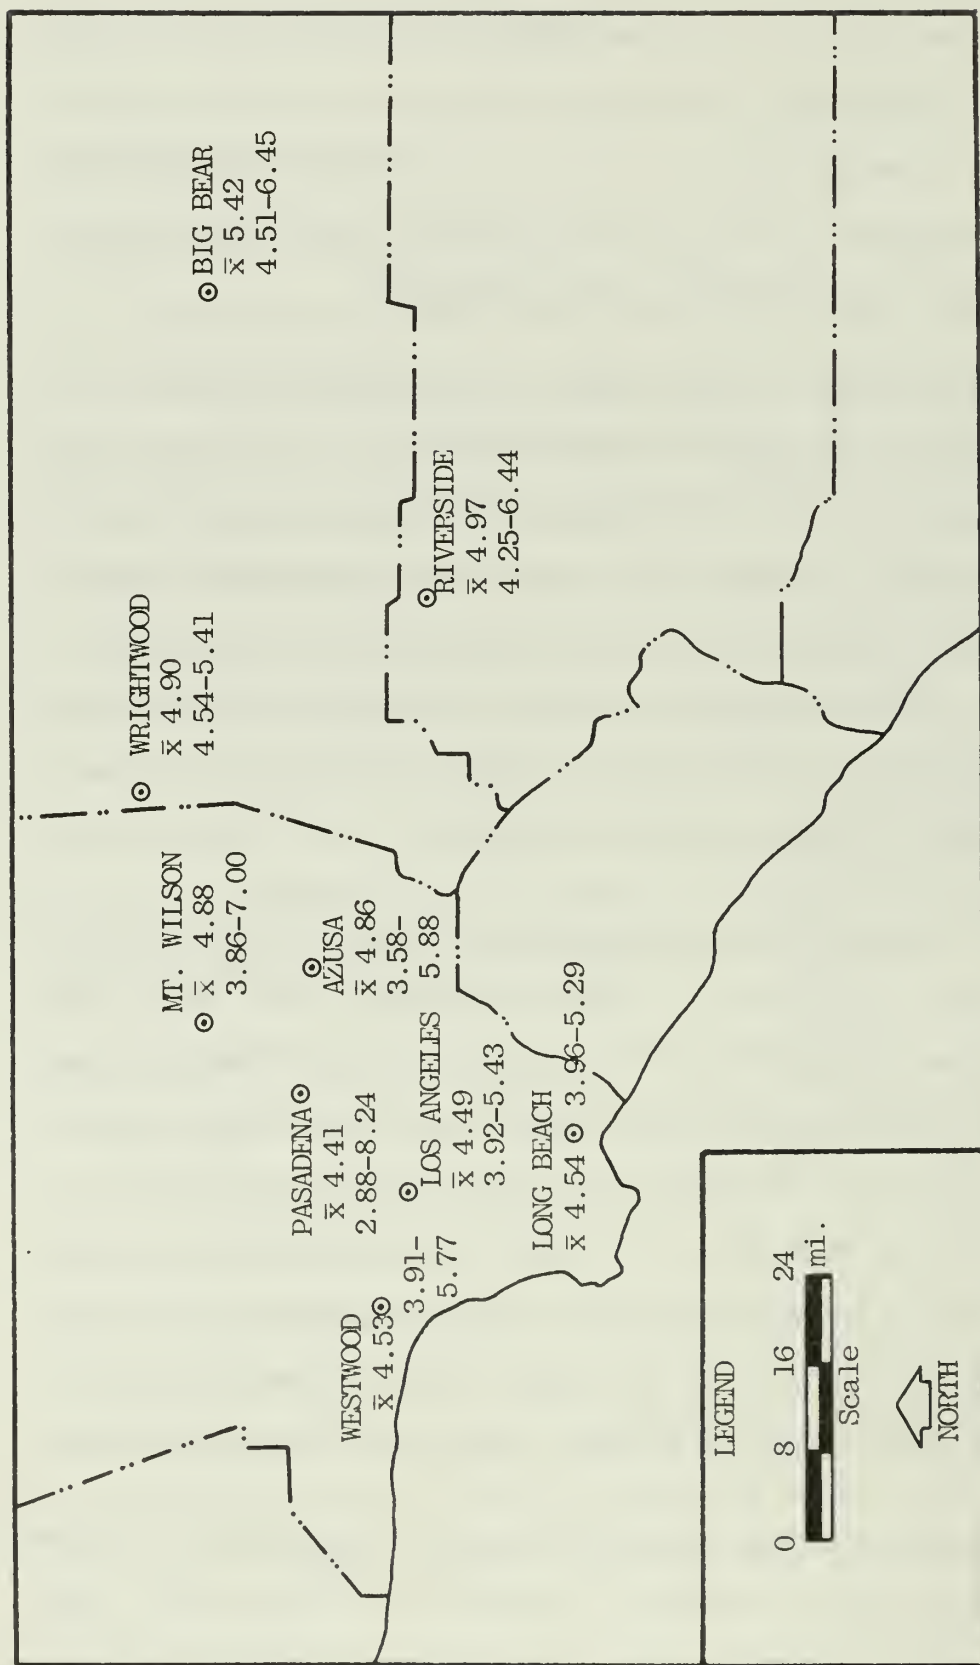 WRIGHTWOOD
x̄ 4.90
4.54-5.41
BIG BEAR
x̄ 5.42
4.51-6.45
MT. WILSON
x̄ 4.88
3.86-7.00
PASADENA
x̄ 4.41
2.88-8.24
AZUSA
x̄ 4.86
3.58-
5.88
RIVERSIDE
x̄ 4.97
4.25-6.44
WESTWOOD
x̄ 4.53
3.91-
5.77
LOS ANGELES
x̄ 4.49
3.92-5.43
LONG BEACH
x̄ 4.54 3.96-5.29
LEGEND
0 8 16 24
mi.
Scale
NORTH